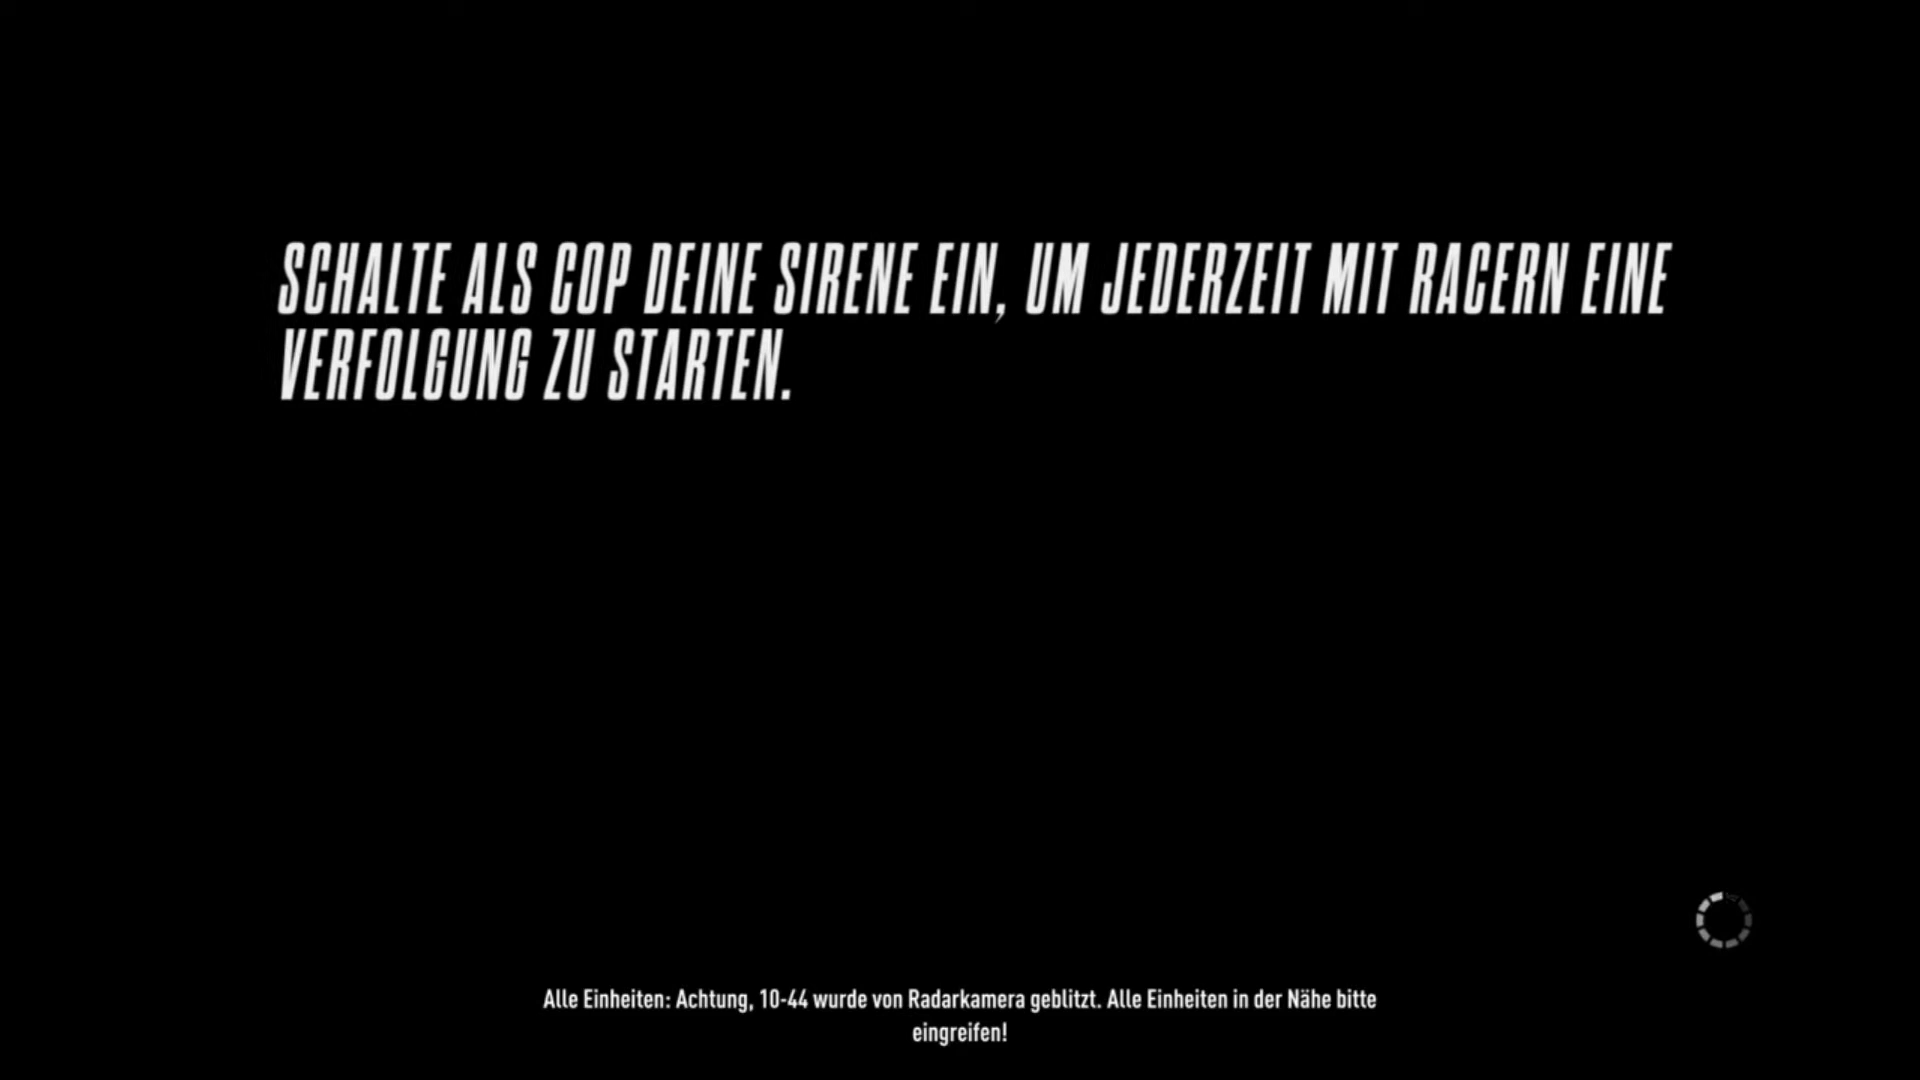 SCHALTE ALS COP DEINE SIRENE EIN, UM JEDERZEIT MIT RACERN EINE
VERFOLGUNG ZU STARTEN.
Alle Einheiten: Achtung, 10-44 wurde von Radarkamera geblitzt. Alle Einheiten in der Nähe bitte
eingreifen!